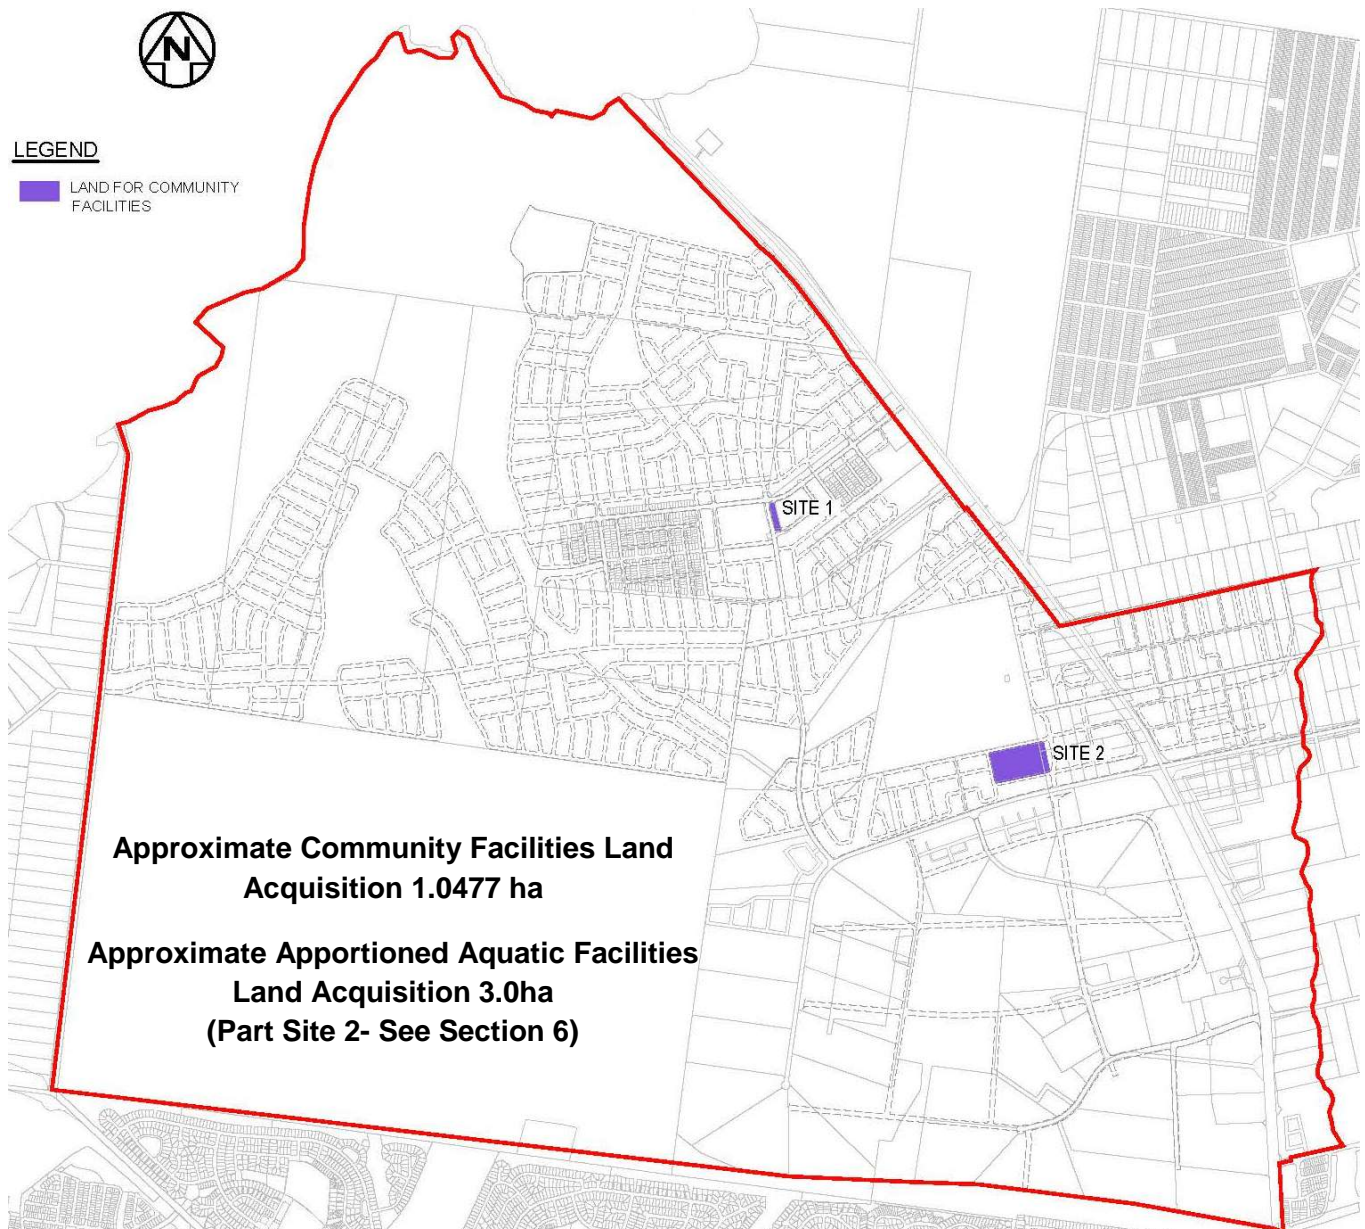 N
LEGEND
LAND FOR COMMUNITY
FACILITIES
SITE 1
SITE 2
Approximate Community Facilities Land
Acquisition 1.0477 ha
Approximate Apportioned Aquatic Facilities
Land Acquisition 3.0ha
(Part Site 2- See Section 6)